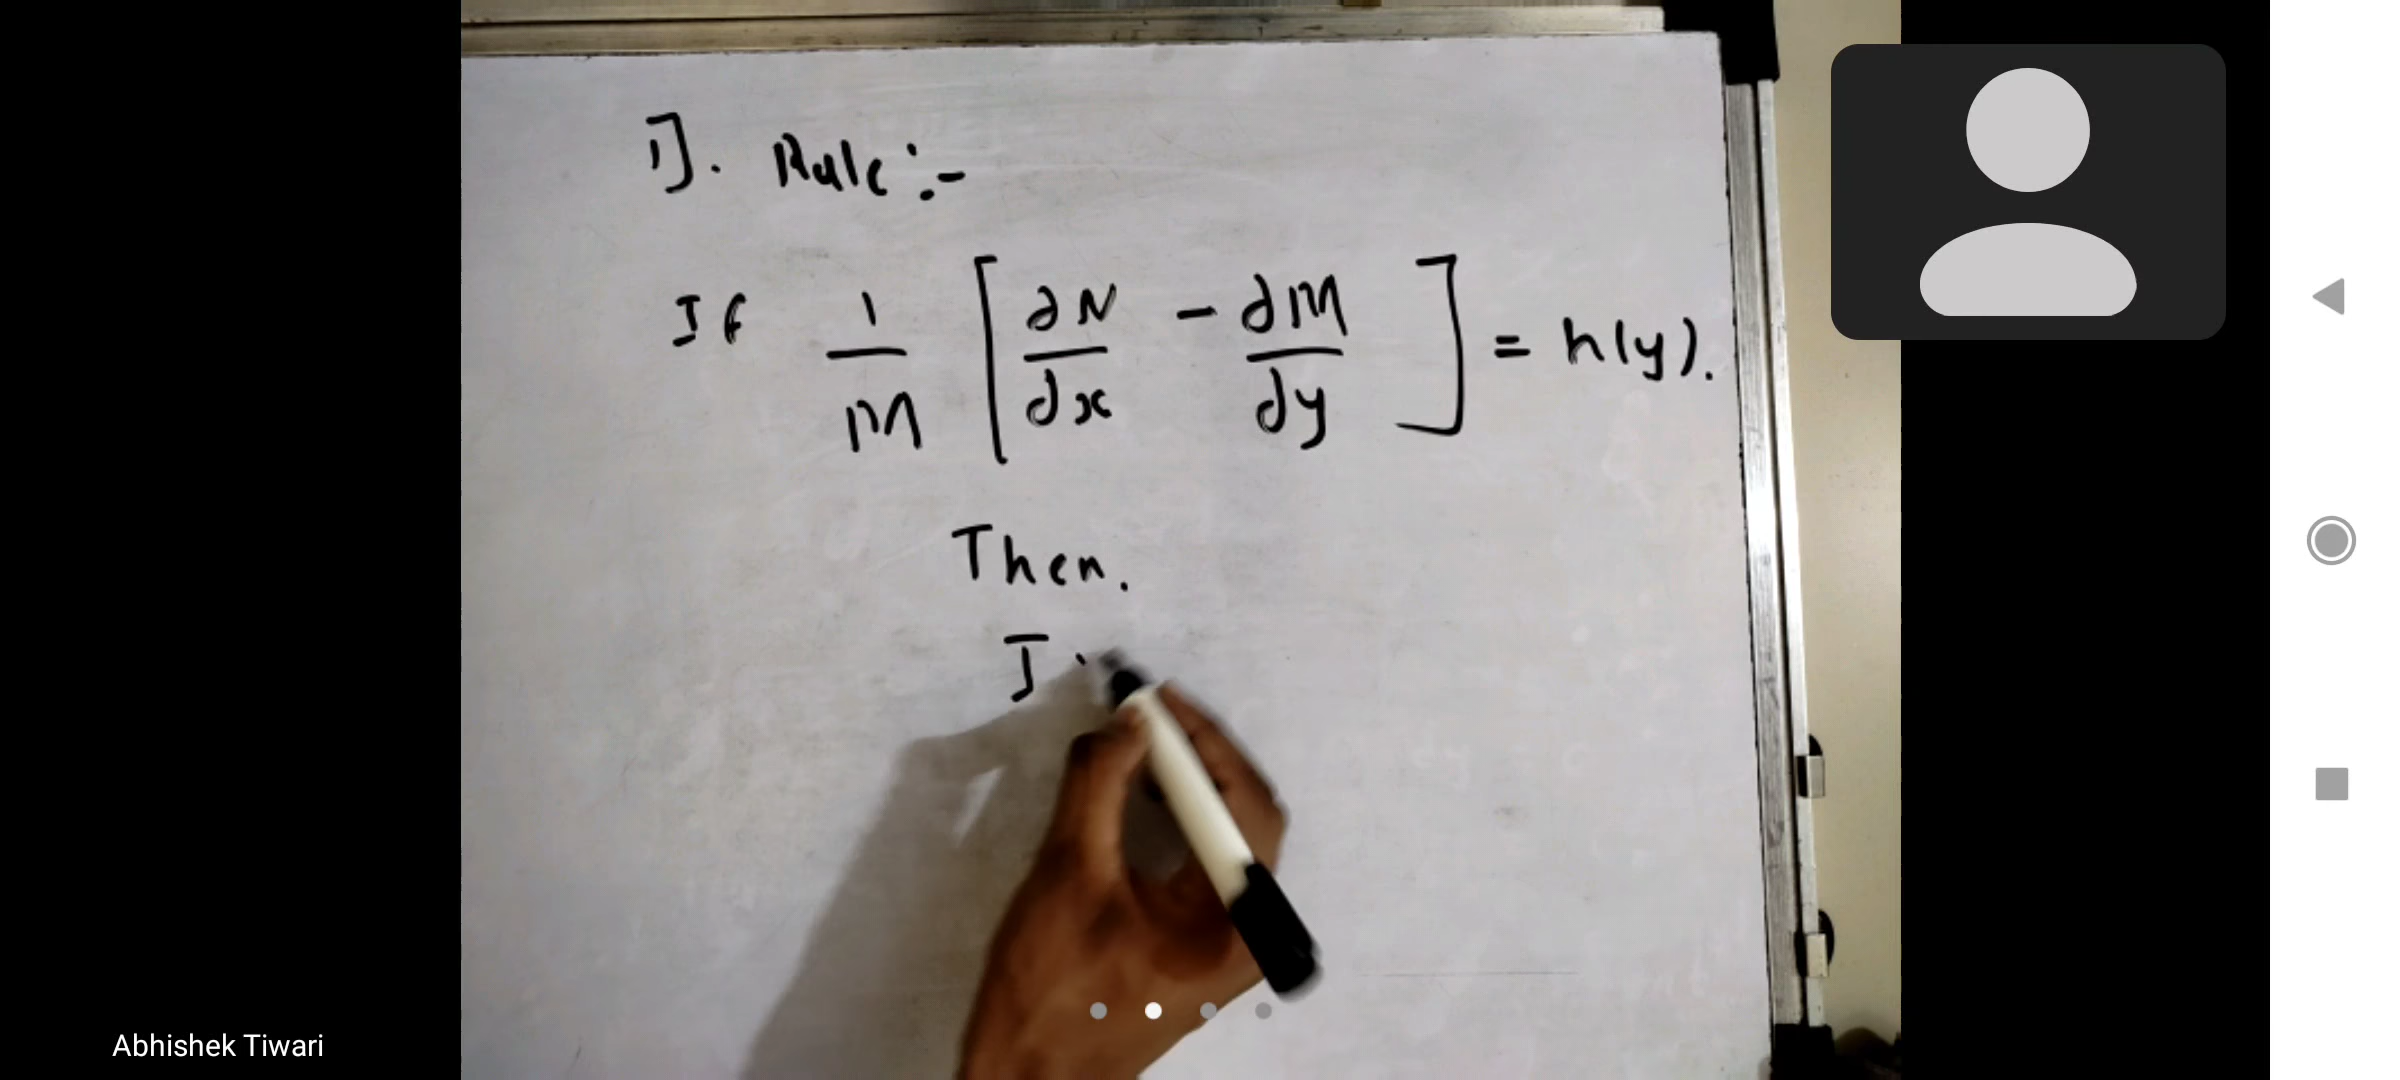 1]. Rule :-
If 1/M [ ∂N/∂x - ∂M/∂y ] = h(y).
Then.
I
Abhishek Tiwari